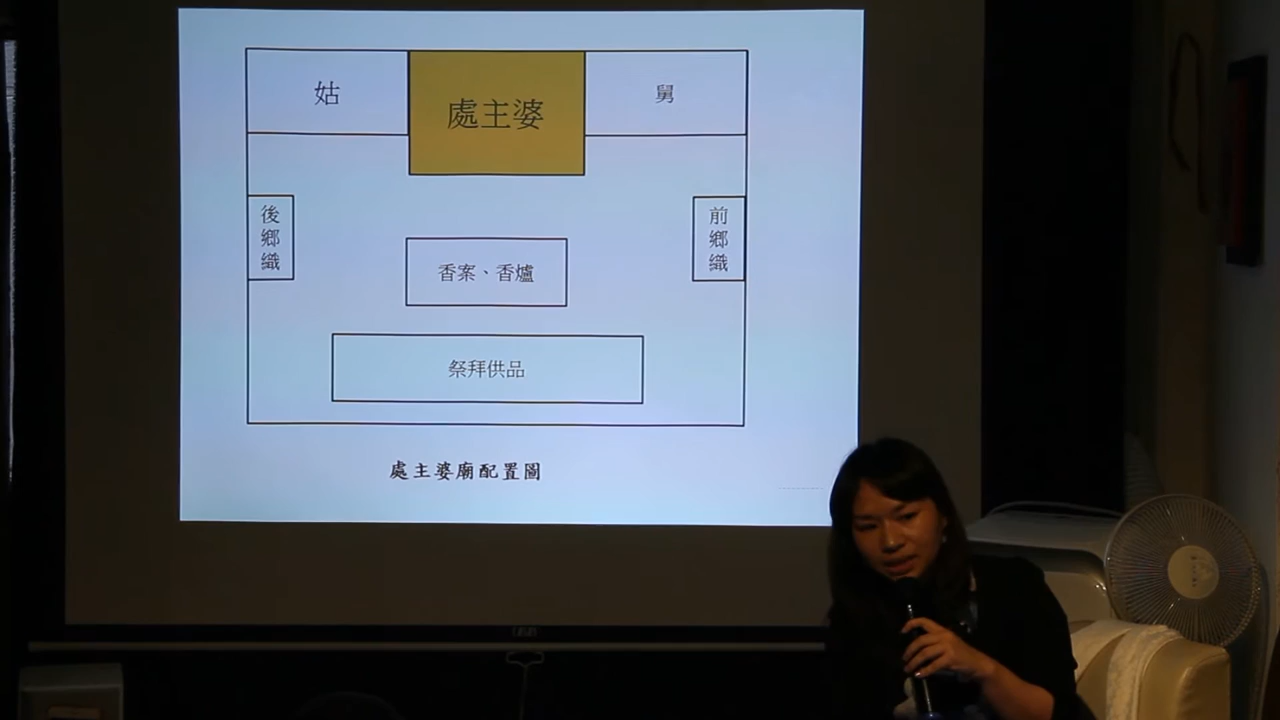 姑
處主婆
舅
後鄉織
前鄉織
香案、香爐
祭拜供品
處主婆廟配置圖